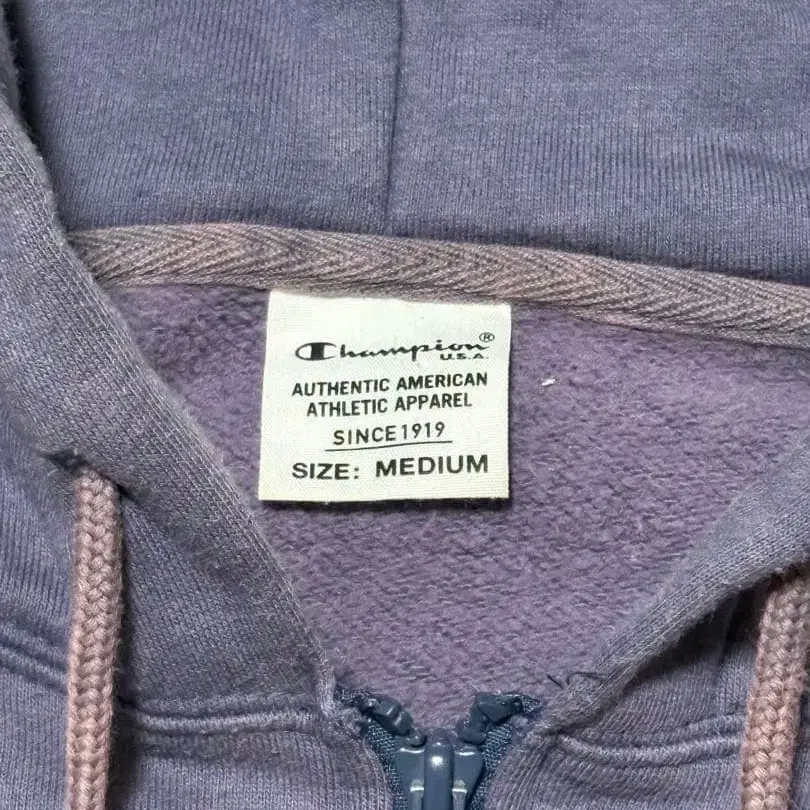 Champion®
U.S.A.
AUTHENTIC AMERICAN
ATHLETIC APPAREL
SINCE 1919
SIZE: MEDIUM